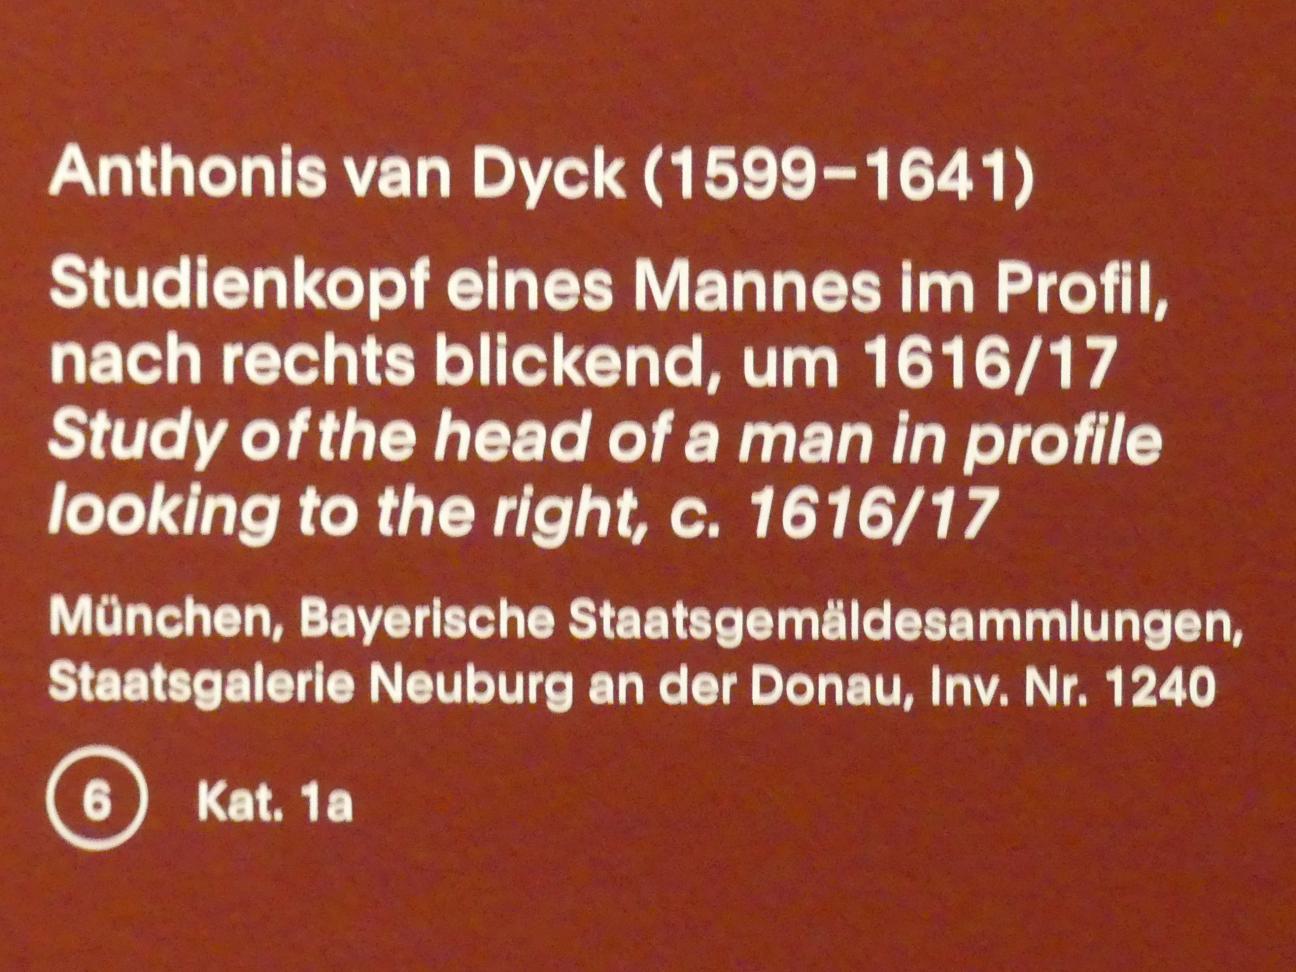 Anthonis van Dyck (1599–1641)
Studienkopf eines Mannes im Profil,
nach rechts blickend, um 1616/17
Study of the head of a man in profile
looking to the right, c. 1616/17
München, Bayerische Staatsgemäldesammlungen,
Staatsgalerie Neuburg an der Donau, Inv. Nr. 1240
6 Kat. 1a